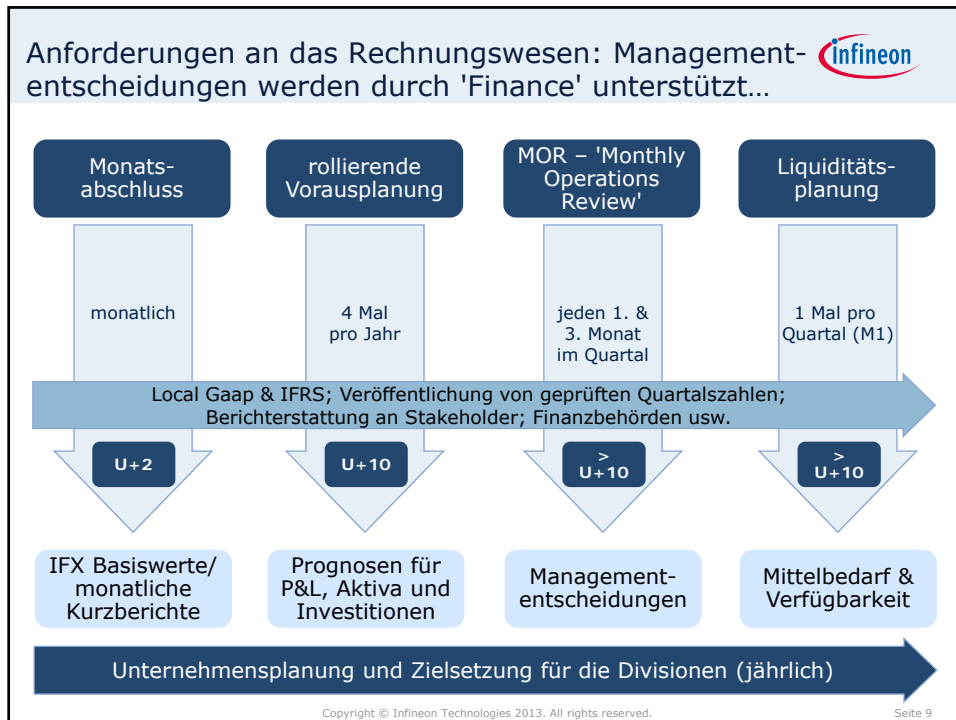 Anforderungen an das Rechnungswesen: Management-
entscheidungen werden durch 'Finance' unterstützt…
infineon
Monats-
abschluss
rollierende
Vorausplanung
MOR – 'Monthly
Operations
Review'
Liquiditäts-
planung
monatlich
4 Mal
pro Jahr
jeden 1. &
3. Monat
im Quartal
1 Mal pro
Quartal (M1)
Local Gaap & IFRS; Veröffentlichung von geprüften Quartalszahlen;
Berichterstattung an Stakeholder; Finanzbehörden usw.
U+2
U+10
>
U+10
>
U+10
IFX Basiswerte/
monatliche
Kurzberichte
Prognosen für
P&L, Aktiva und
Investitionen
Management-
entscheidungen
Mittelbedarf &
Verfügbarkeit
Unternehmensplanung und Zielsetzung für die Divisionen (jährlich)
Copyright © Infineon Technologies 2013. All rights reserved.
Seite 9